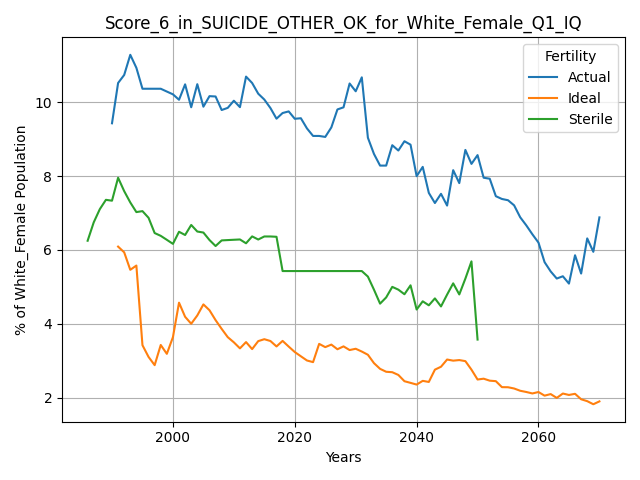 Score_6_in_SUICIDE_OTHER_OK_for_White_Female_Q1_IQ
Fertility
Actual
Ideal
Sterile
% of White_Female Population
10
8
6
4
2
2000 2020 2040 2060
Years